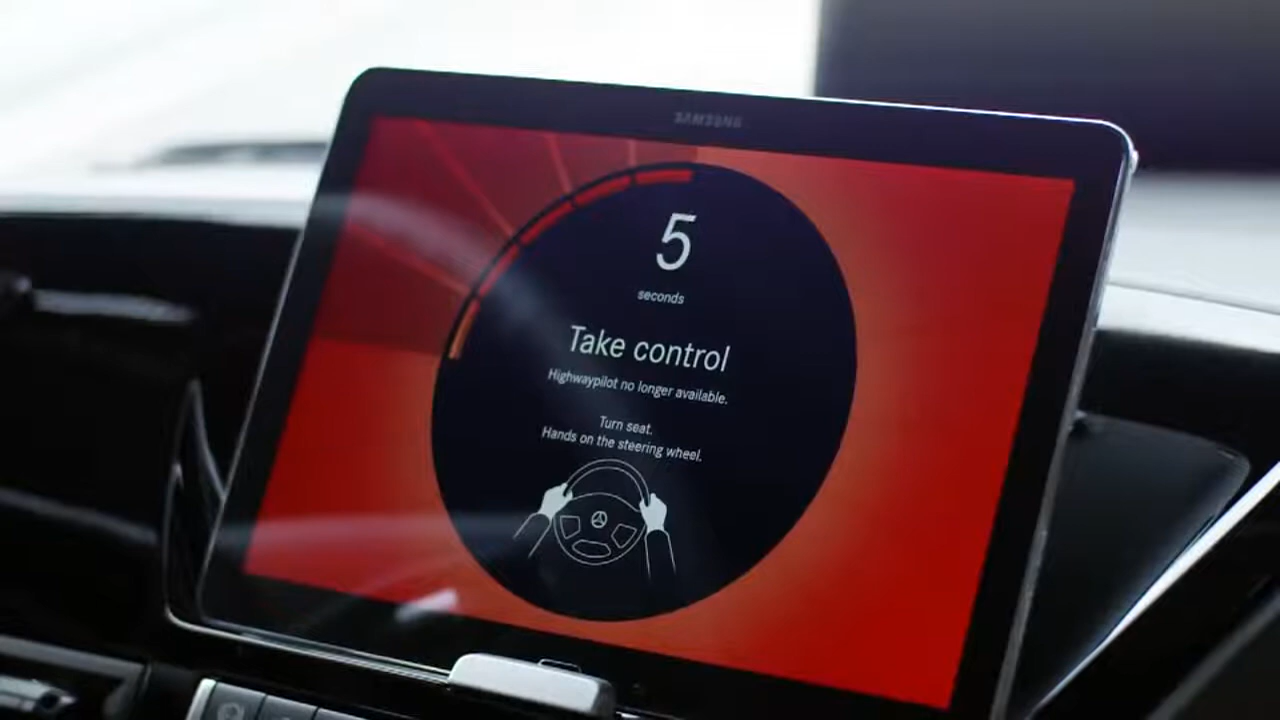 SAMSUNG
5
seconds
Take control
Highwaypilot no longer available.
Turn seat.
Hands on the steering wheel.